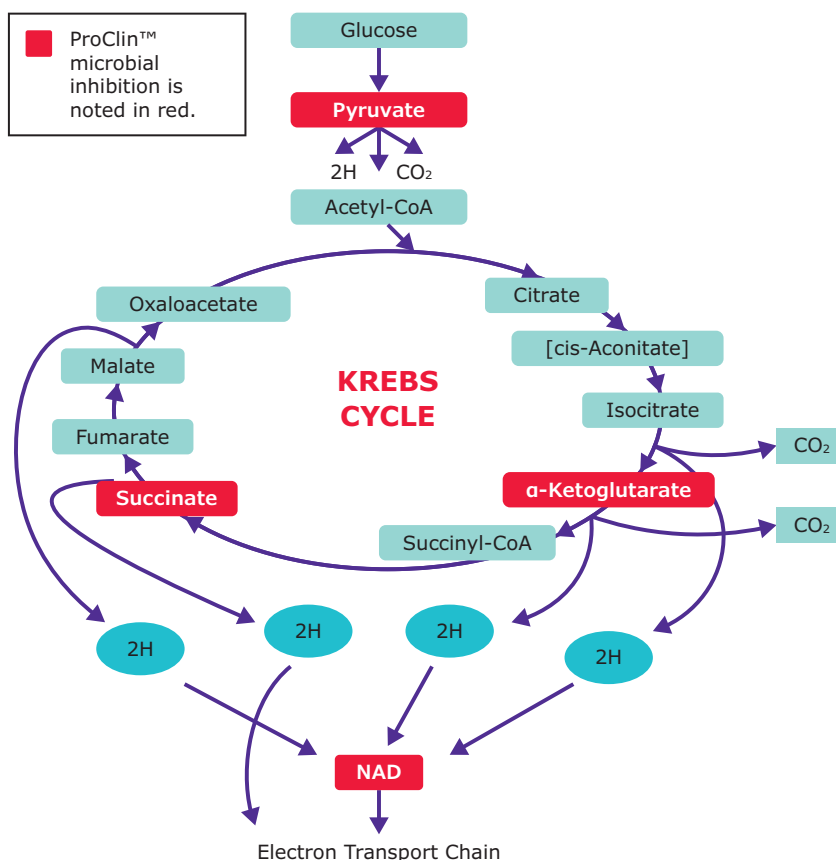 ProClin™
microbial
inhibition is
noted in red.
Glucose
Pyruvate
2H
CO₂
Acetyl-CoA
Oxaloacetate
Citrate
[cis-Aconitate]
Malate
KREBS
CYCLE
Isocitrate
Fumarate
CO₂
Succinate
α-Ketoglutarate
CO₂
Succinyl-CoA
2H
2H
2H
2H
NAD
Electron Transport Chain